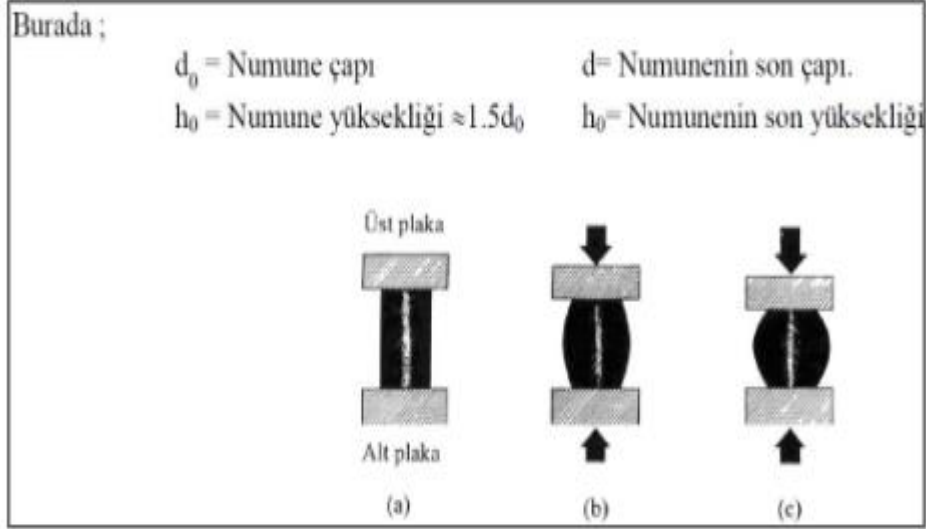 Burada ;
d₀ = Numune çapı d= Numunenin son çapı.
h₀ = Numune yüksekliği ≈1.5d₀ h₀= Numunenin son yüksekliği
Üst plaka
Alt plaka
(a) (b) (c)